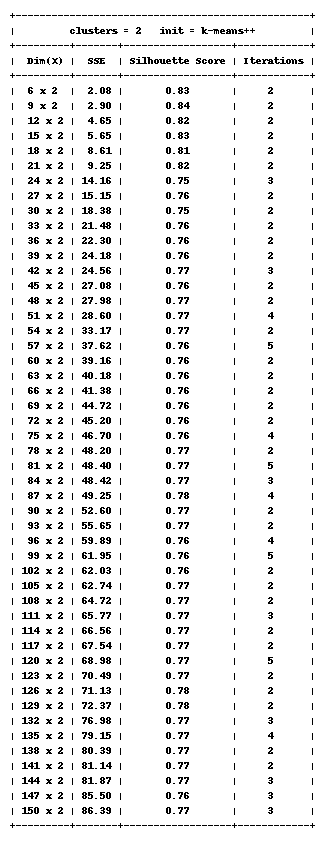 +----------+-------+------------------+------------+
| clusters = 2 init = k-means++ |
+----------+-------+------------------+------------+
| Dim(X) | SSE | Silhouette Score | Iterations |
+----------+-------+------------------+------------+
| 6 x 2 | 2.08 | 0.83 | 2 |
| 9 x 2 | 2.90 | 0.84 | 2 |
| 12 x 2 | 4.65 | 0.82 | 2 |
| 15 x 2 | 5.65 | 0.83 | 2 |
| 18 x 2 | 8.61 | 0.81 | 2 |
| 21 x 2 | 9.25 | 0.82 | 2 |
| 24 x 2 | 14.16 | 0.75 | 3 |
| 27 x 2 | 15.15 | 0.76 | 2 |
| 30 x 2 | 18.38 | 0.75 | 2 |
| 33 x 2 | 21.48 | 0.76 | 2 |
| 36 x 2 | 22.30 | 0.76 | 2 |
| 39 x 2 | 24.18 | 0.76 | 2 |
| 42 x 2 | 24.56 | 0.77 | 3 |
| 45 x 2 | 27.08 | 0.76 | 2 |
| 48 x 2 | 27.98 | 0.77 | 2 |
| 51 x 2 | 28.60 | 0.77 | 4 |
| 54 x 2 | 33.17 | 0.77 | 2 |
| 57 x 2 | 37.62 | 0.76 | 5 |
| 60 x 2 | 39.16 | 0.76 | 2 |
| 63 x 2 | 40.18 | 0.76 | 2 |
| 66 x 2 | 41.38 | 0.76 | 2 |
| 69 x 2 | 44.72 | 0.76 | 2 |
| 72 x 2 | 45.20 | 0.76 | 2 |
| 75 x 2 | 46.70 | 0.76 | 4 |
| 78 x 2 | 48.20 | 0.77 | 2 |
| 81 x 2 | 48.40 | 0.77 | 5 |
| 84 x 2 | 48.42 | 0.77 | 3 |
| 87 x 2 | 49.25 | 0.78 | 4 |
| 90 x 2 | 52.60 | 0.77 | 2 |
| 93 x 2 | 55.65 | 0.77 | 2 |
| 96 x 2 | 59.89 | 0.76 | 4 |
| 99 x 2 | 61.95 | 0.76 | 5 |
| 102 x 2 | 62.03 | 0.76 | 2 |
| 105 x 2 | 62.74 | 0.77 | 2 |
| 108 x 2 | 64.72 | 0.77 | 2 |
| 111 x 2 | 65.77 | 0.77 | 3 |
| 114 x 2 | 66.56 | 0.77 | 2 |
| 117 x 2 | 67.54 | 0.77 | 2 |
| 120 x 2 | 68.98 | 0.77 | 5 |
| 123 x 2 | 70.49 | 0.77 | 2 |
| 126 x 2 | 71.13 | 0.78 | 2 |
| 129 x 2 | 72.37 | 0.78 | 2 |
| 132 x 2 | 76.98 | 0.77 | 3 |
| 135 x 2 | 79.15 | 0.77 | 4 |
| 138 x 2 | 80.39 | 0.77 | 2 |
| 141 x 2 | 81.14 | 0.77 | 2 |
| 144 x 2 | 81.87 | 0.77 | 3 |
| 147 x 2 | 85.50 | 0.76 | 3 |
| 150 x 2 | 86.39 | 0.77 | 3 |
+----------+-------+------------------+------------+